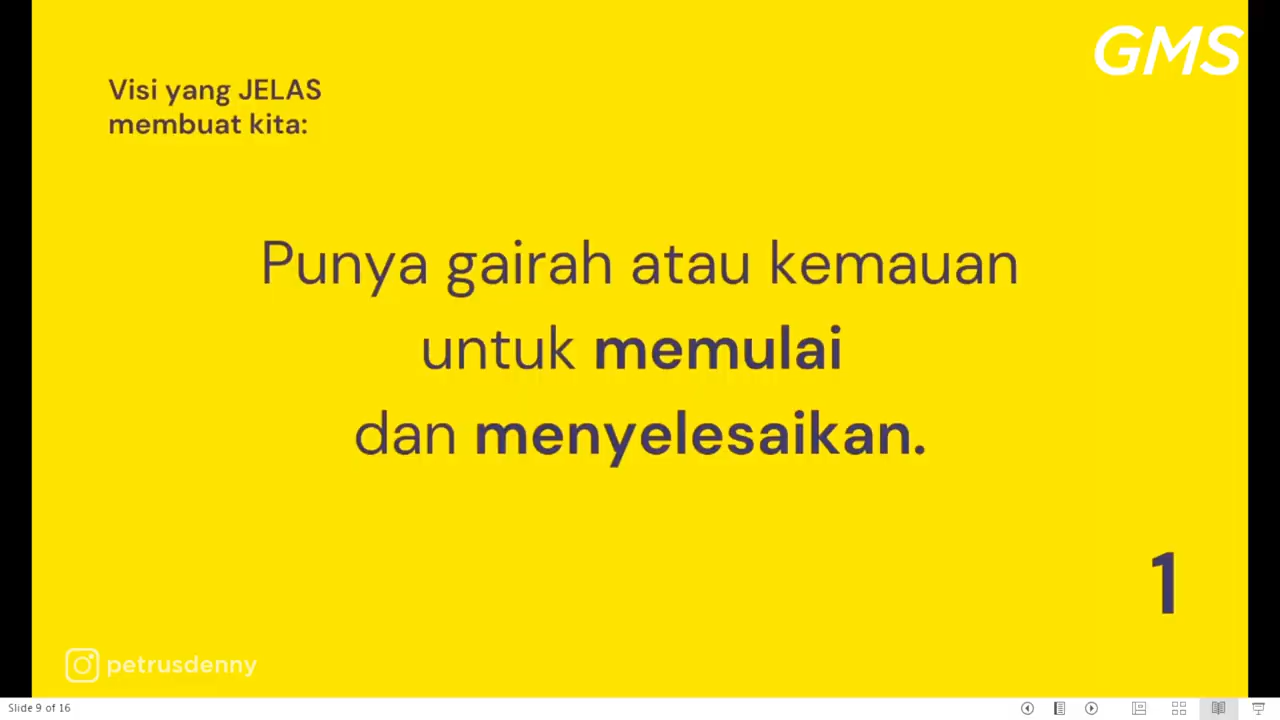 GMS
Visi yang JELAS
membuat kita:
Punya gairah atau kemauan
untuk memulai
dan menyelesaikan.
1
petrusdenny
Slide 9 of 16